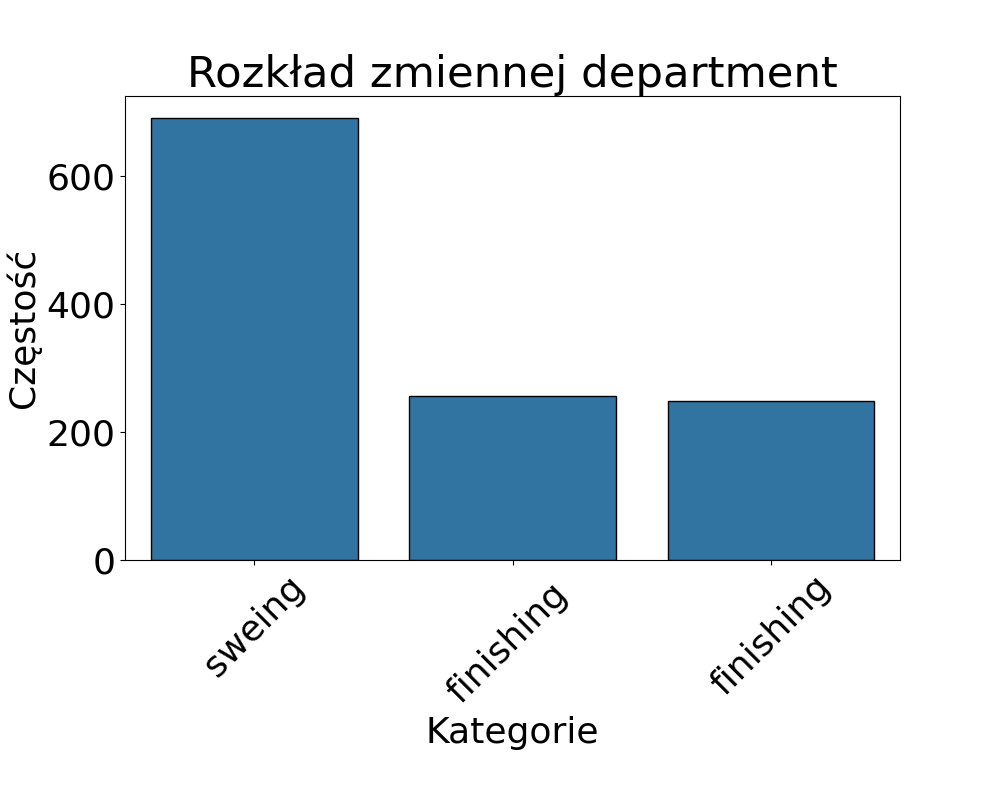 Rozkład zmiennej department
Częstość
600
400
200
0
sweing
finishing
finishing
Kategorie